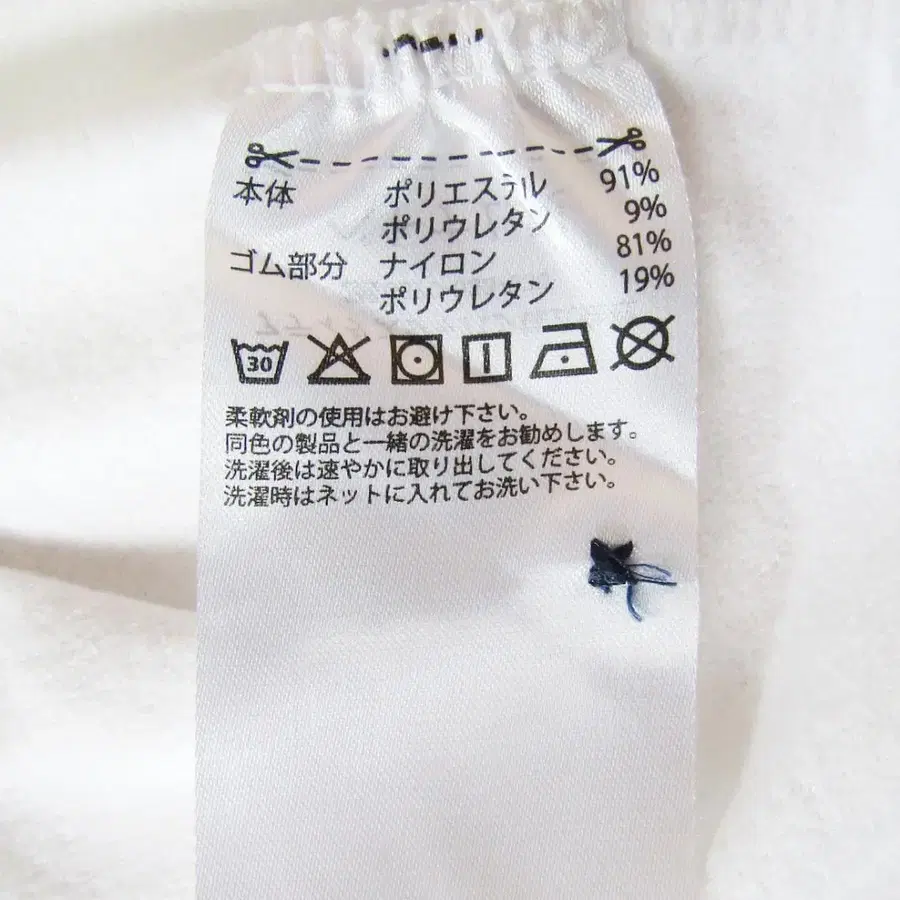 本体 ポリエステル 91%
ポリウレタン 9%
ゴム部分 ナイロン 81%
ポリウレタン 19%
30
柔軟剤の使用はお避け下さい。
同色の製品と一緒の洗濯をお勧めします。
洗濯後は速やかに取り出してください。
洗濯時はネットに入れてお洗い下さい。